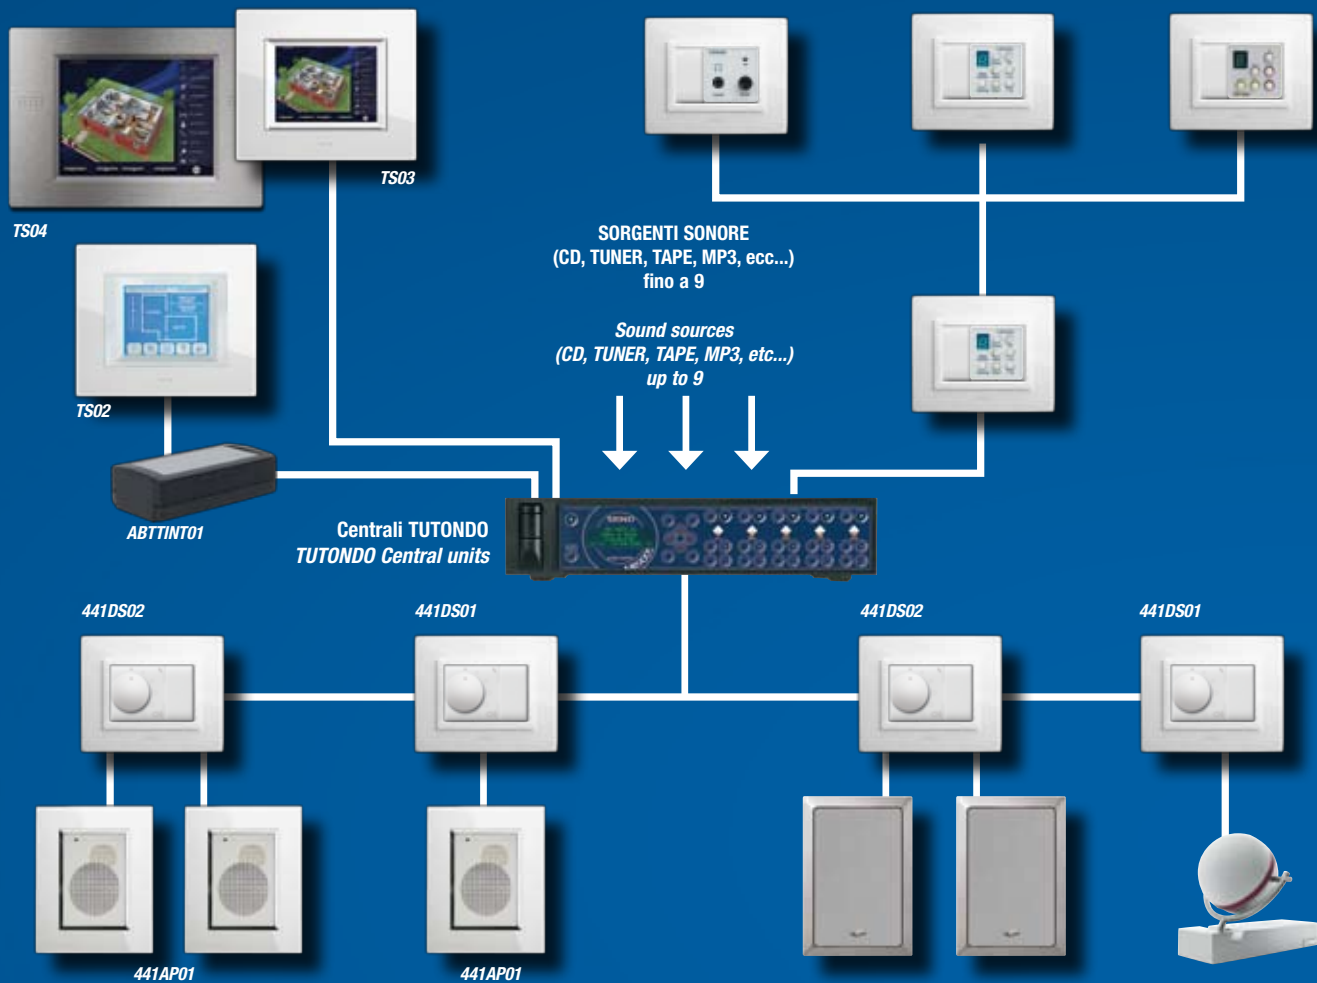 TS03
TS04
SORGENTI SONORE
(CD, TUNER, TAPE, MP3, ecc...)
fino a 9
Sound sources
(CD, TUNER, TAPE, MP3, etc...)
up to 9
TS02
ABTTINT01
Centrali TUTONDO
TUTONDO Central units
441DS02
441DS01
441DS02
441DS01
441AP01
441AP01